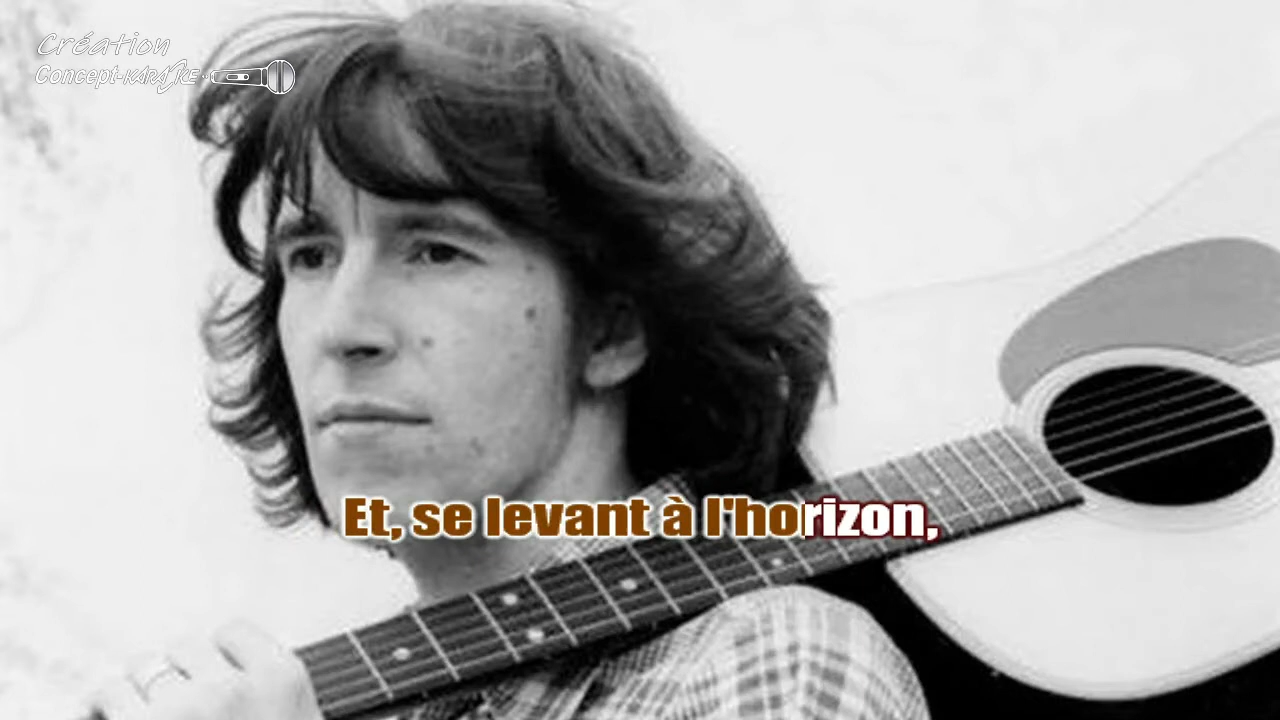 Création
Concept-KARAOKE
Et, se levant à l'horizon,